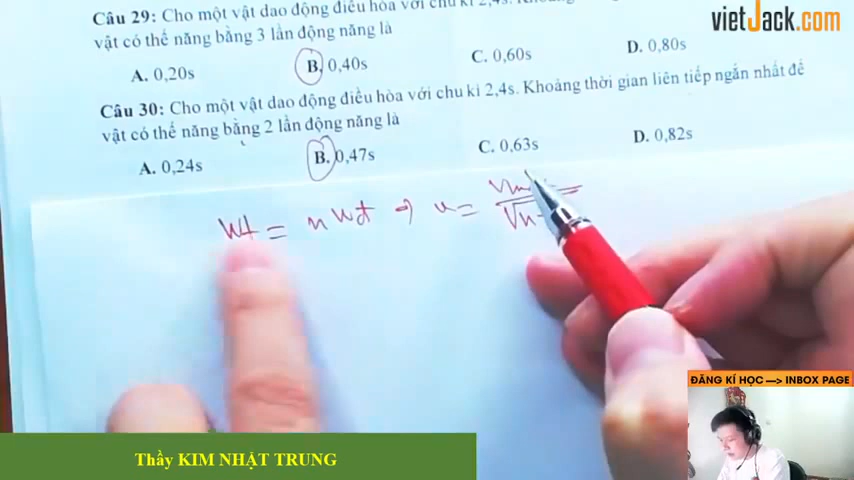 Câu 29: Cho một vật dao động điều hòa với chu kì 2,4s.
vật có thế năng bằng 3 lần động năng là
A. 0,20s B. 0,40s C. 0,60s D. 0,80s
Câu 30: Cho một vật dao động điều hòa với chu kì 2,4s. Khoảng thời gian liên tiếp ngắn nhất để
vật có thế năng bằng 2 lần động năng là
A. 0,24s B. 0,47s C. 0,63s D. 0,82s
Wt = n Wđ
vietJack.com
ĐĂNG KÍ HỌC —> INBOX PAGE
Thầy KIM NHẬT TRUNG